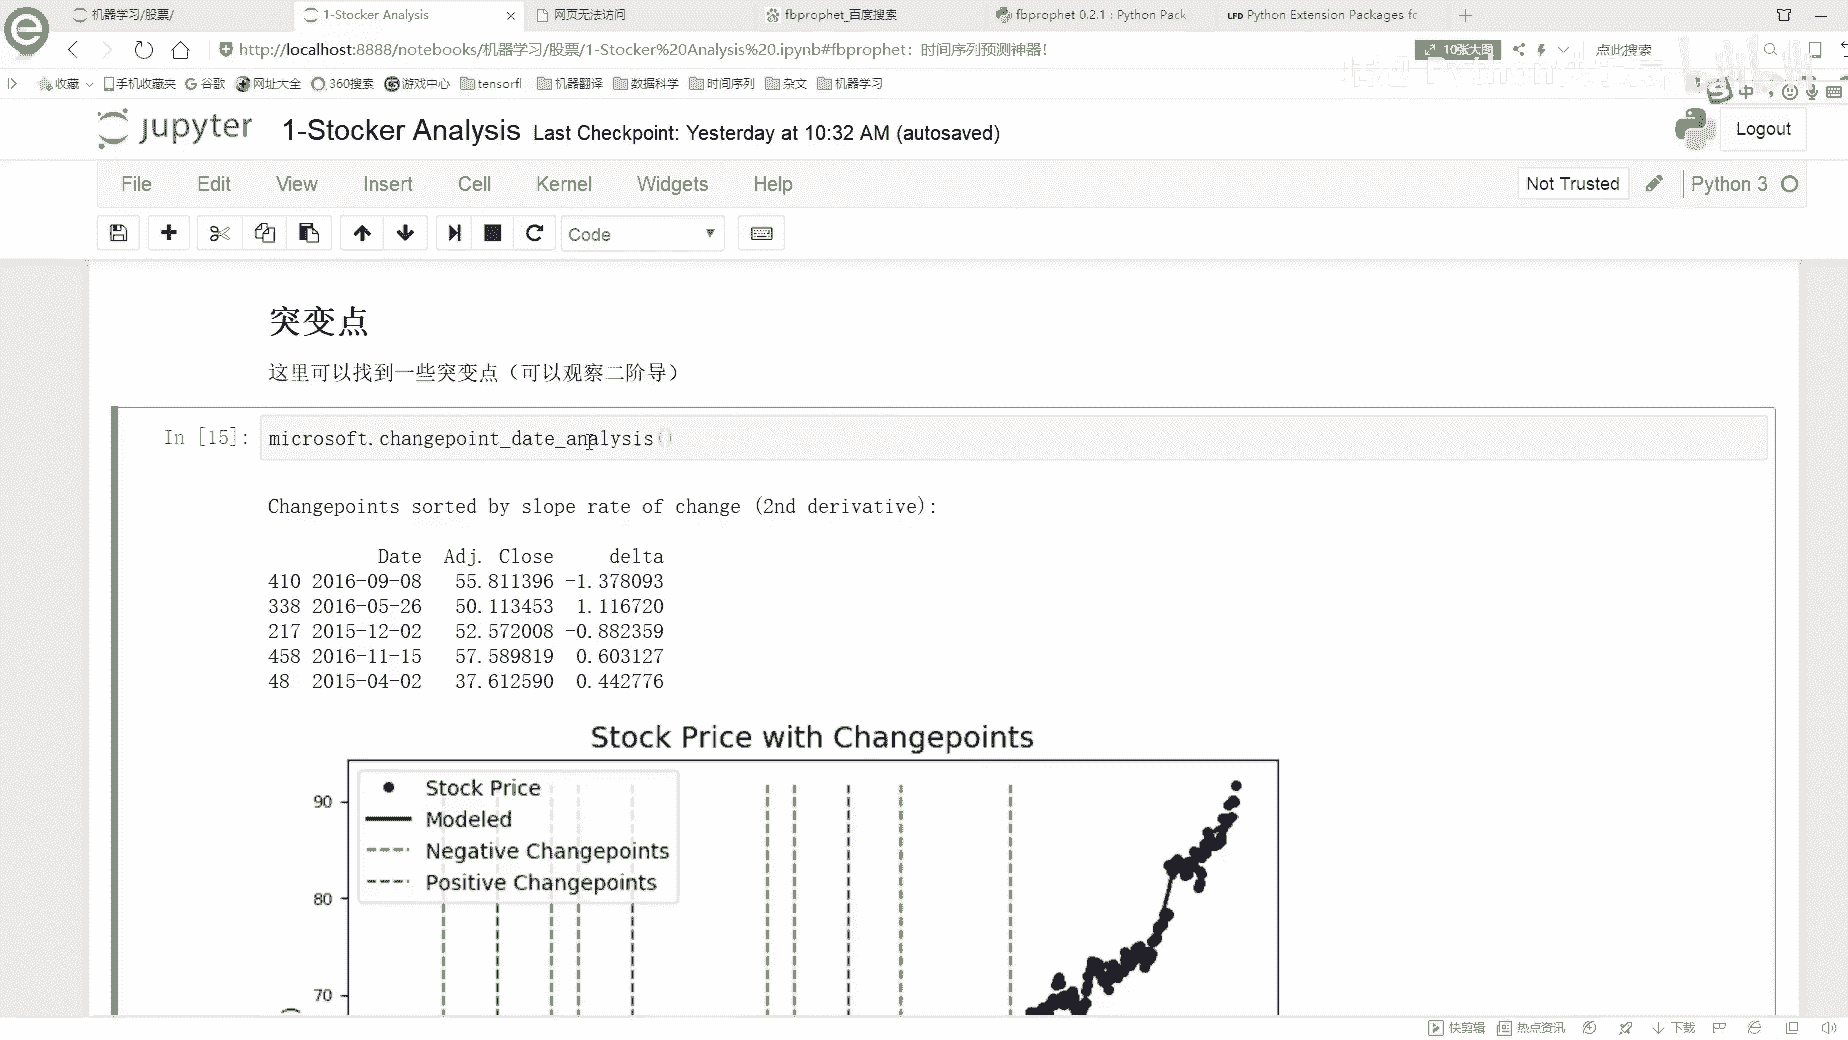 机器学习/股票/
1-Stocker Analysis
网页无法访问
fbprophet_百度搜索
fbprophet 0.2.1 : Python Pack
LFD Python Extension Packages fo
http://localhost:8888/notebooks/机器学习/股票/1-Stocker%20Analysis%20.ipynb#fbprophet：时间序列预测神器！
10张大图
点此搜索
收藏
手机收藏夹
谷歌
网址大全
360搜索
游戏中心
tensorfl
机器翻译
数据科学
时间序列
杂文
机器学习
中
jupyter
1-Stocker Analysis
Last Checkpoint: Yesterday at 10:32 AM (autosaved)
Logout
File
Edit
View
Insert
Cell
Kernel
Widgets
Help
Not Trusted
Python 3
Code
突变点
这里可以找到一些突变点（可以观察二阶导）
In [15]:
microsoft.changepoint_date_analysis()
Changepoints sorted by slope rate of change (2nd derivative):
Date Adj. Close delta
410 2016-09-08 55.811396 -1.378093
338 2016-05-26 50.113453 1.116720
217 2015-12-02 52.572008 -0.882359
458 2016-11-15 57.589819 0.603127
48 2015-04-02 37.612590 0.442776
Stock Price with Changepoints
Stock Price
Modeled
Negative Changepoints
Positive Changepoints
90
80
70
快剪辑
热点资讯
下载